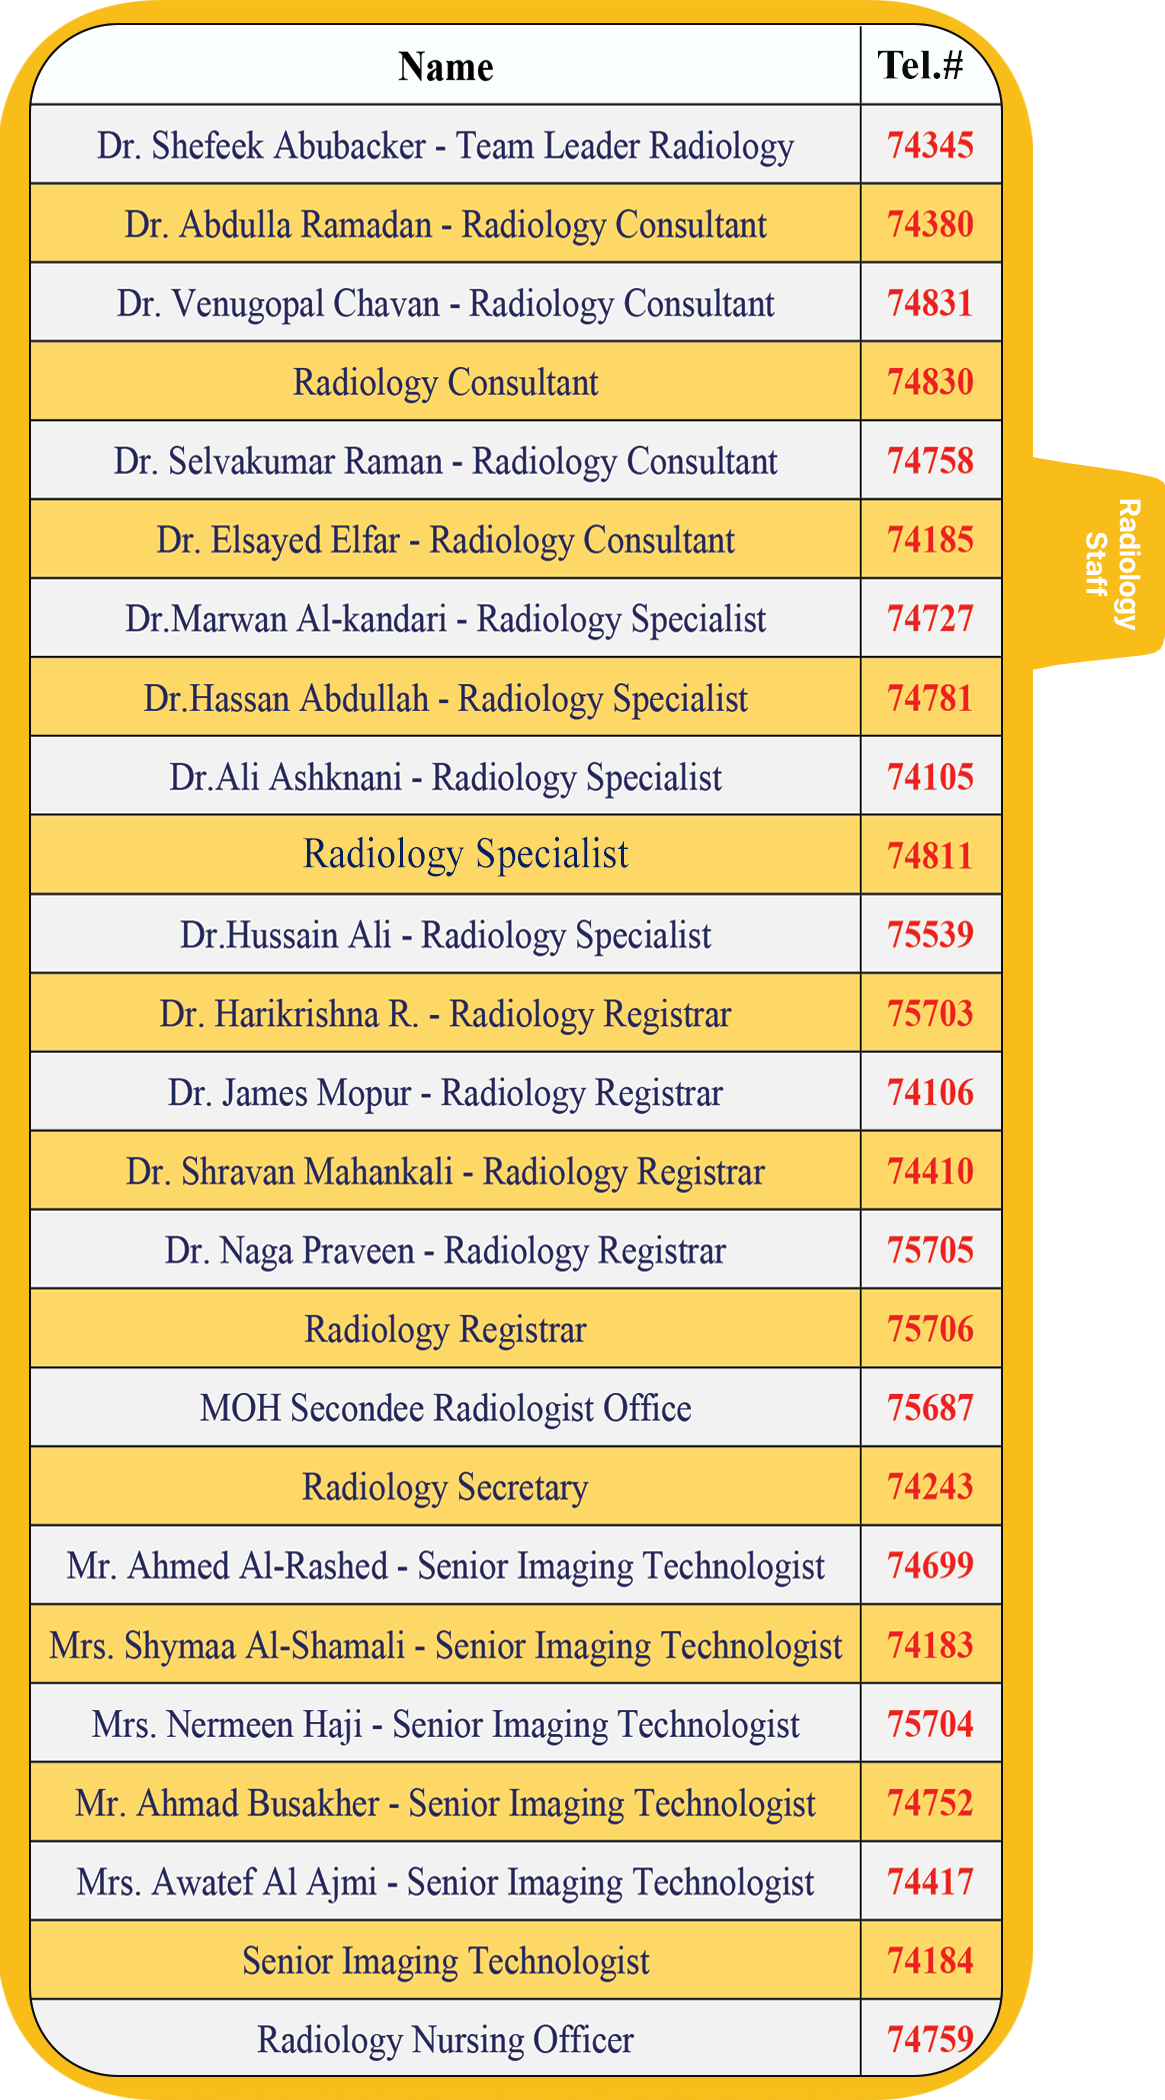 Name Tel.#
Dr. Shefeek Abubacker - Team Leader Radiology 74345
Dr. Abdulla Ramadan - Radiology Consultant 74380
Dr. Venugopal Chavan - Radiology Consultant 74831
Radiology Consultant 74830
Dr. Selvakumar Raman - Radiology Consultant 74758
Dr. Elsayed Elfar - Radiology Consultant 74185
Dr.Marwan Al-kandari - Radiology Specialist 74727
Dr.Hassan Abdullah - Radiology Specialist 74781
Dr.Ali Ashknani - Radiology Specialist 74105
Radiology Specialist 74811
Dr.Hussain Ali - Radiology Specialist 75539
Dr. Harikrishna R. - Radiology Registrar 75703
Dr. James Mopur - Radiology Registrar 74106
Dr. Shravan Mahankali - Radiology Registrar 74410
Dr. Naga Praveen - Radiology Registrar 75705
Radiology Registrar 75706
MOH Secondee Radiologist Office 75687
Radiology Secretary 74243
Mr. Ahmed Al-Rashed - Senior Imaging Technologist 74699
Mrs. Shymaa Al-Shamali - Senior Imaging Technologist 74183
Mrs. Nermeen Haji - Senior Imaging Technologist 75704
Mr. Ahmad Busakher - Senior Imaging Technologist 74752
Mrs. Awatef Al Ajmi - Senior Imaging Technologist 74417
Senior Imaging Technologist 74184
Radiology Nursing Officer 74759
Radiology
Staff